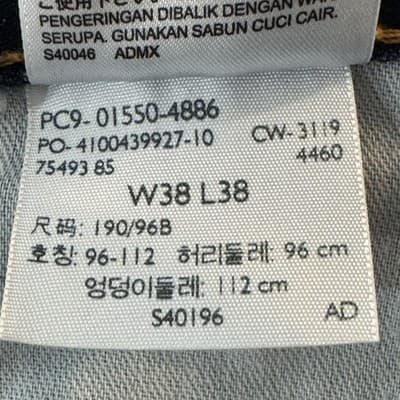 PENGERINGAN DIBALIK DENGAN
SERUPA. GUNAKAN SABUN CUCI CAIR.
S40046 ADMX
PC9-01550-4886
PO-4100439927-10 CW-3119
75493 85 4460
W38 L38
尺码: 190/96B
호칭: 96-112 허리둘레: 96 cm
엉덩이둘레: 112 cm
S40196 AD